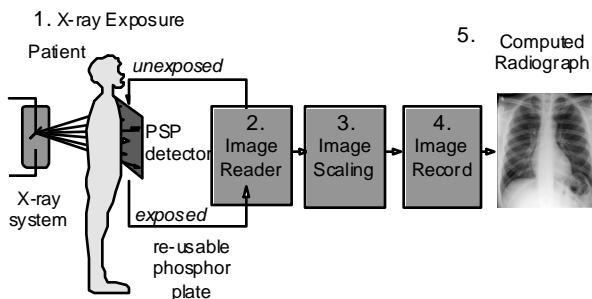 1. X-ray Exposure
Patient
unexposed
PSP
detector
X-ray
system
exposed
re-usable
phosphor
plate
2.
Image
Reader
3.
Image
Scaling
4.
Image
Record
5.
Computed
Radiograph